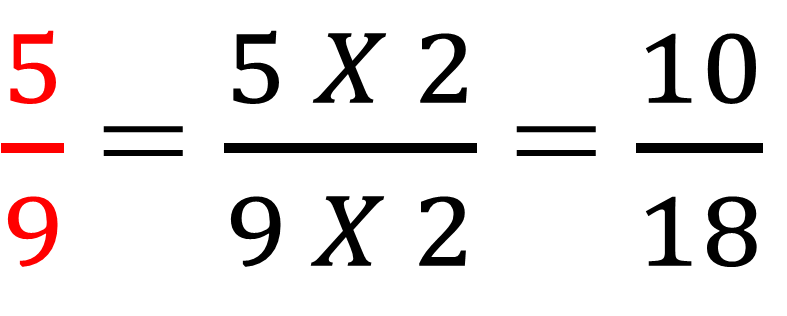 5/9 = 5 X 2/9 X 2 = 10/18